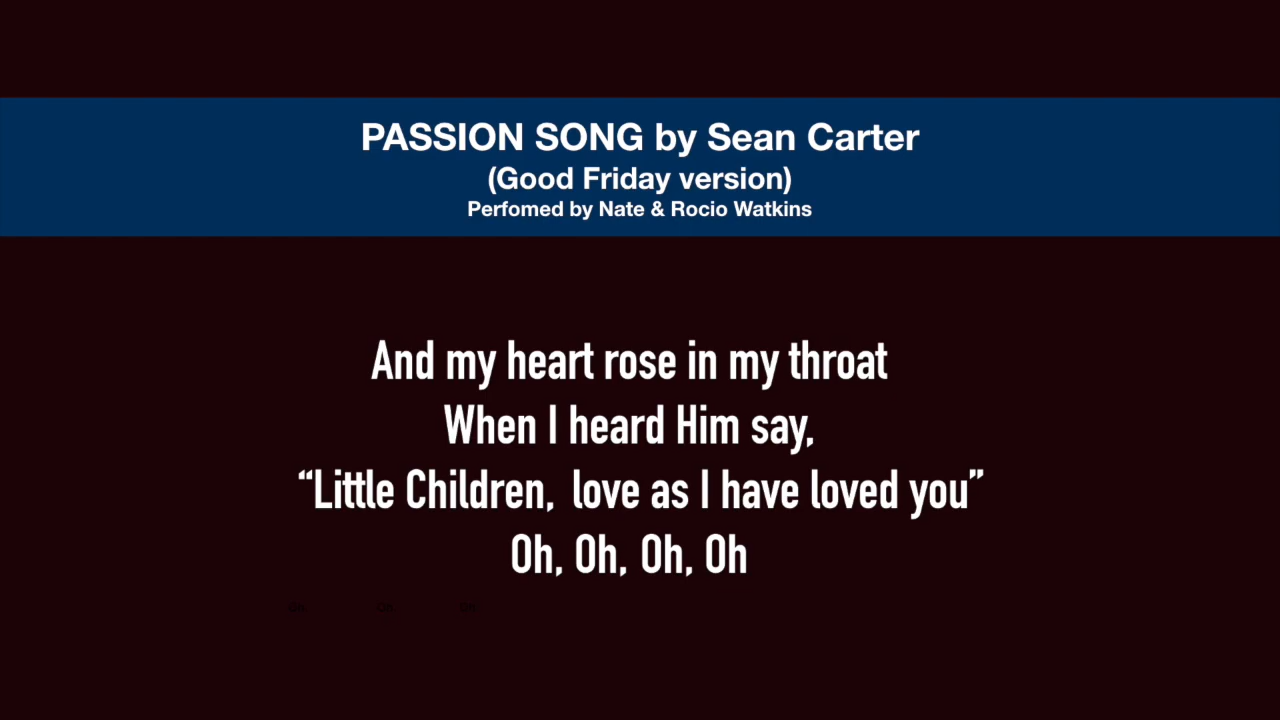 PASSION SONG by Sean Carter
(Good Friday version)
Perfomed by Nate & Rocio Watkins
And my heart rose in my throat
When I heard Him say,
“Little Children, love as I have loved you”
Oh, Oh, Oh, Oh